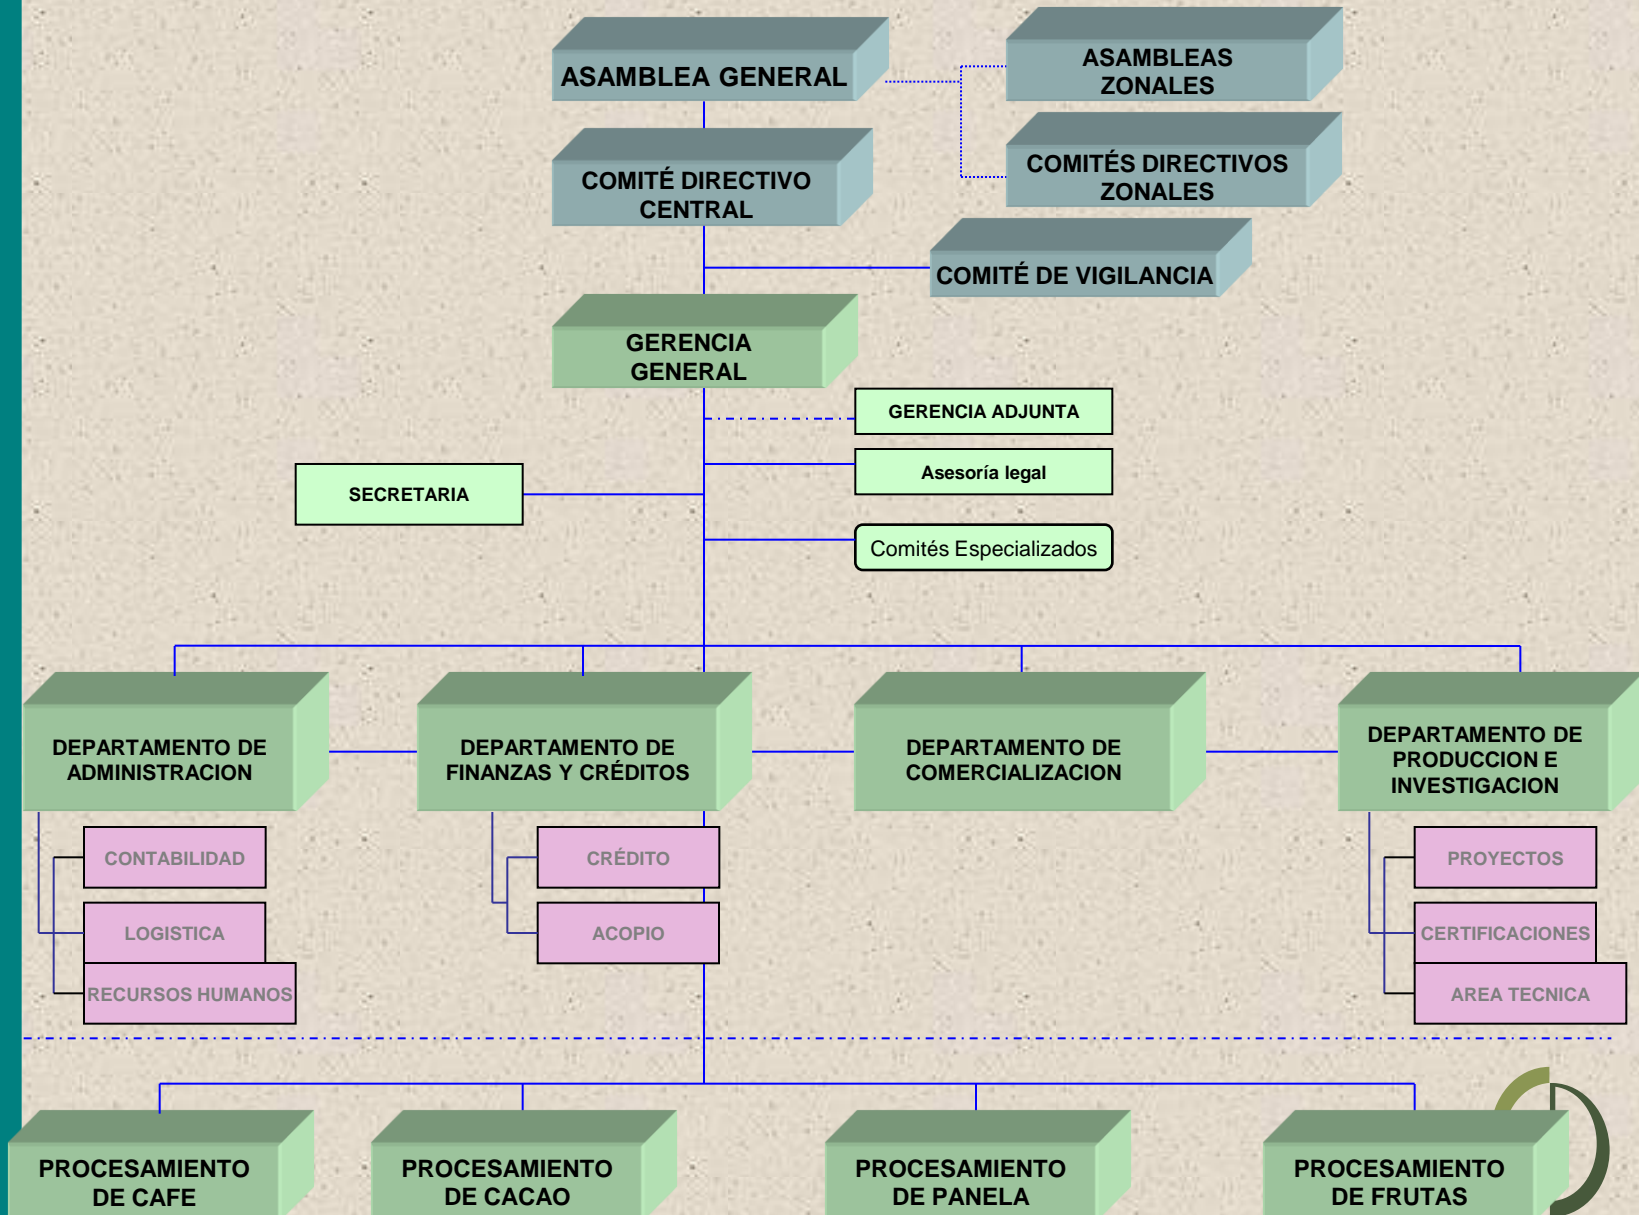 ASAMBLEA GENERAL
ASAMBLEAS
ZONALES
COMITÉ DIRECTIVO
CENTRAL
COMITÉS DIRECTIVOS
ZONALES
COMITÉ DE VIGILANCIA
GERENCIA
GENERAL
GERENCIA ADJUNTA
Asesoría legal
SECRETARIA
Comités Especializados
DEPARTAMENTO DE
ADMINISTRACION
DEPARTAMENTO DE
FINANZAS Y CRÉDITOS
DEPARTAMENTO DE
COMERCIALIZACION
DEPARTAMENTO DE
PRODUCCION E
INVESTIGACION
CONTABILIDAD
LOGISTICA
RECURSOS HUMANOS
CRÉDITO
ACOPIO
PROYECTOS
CERTIFICACIONES
AREA TECNICA
PROCESAMIENTO
DE CAFE
PROCESAMIENTO
DE CACAO
PROCESAMIENTO
DE PANELA
PROCESAMIENTO
DE FRUTAS